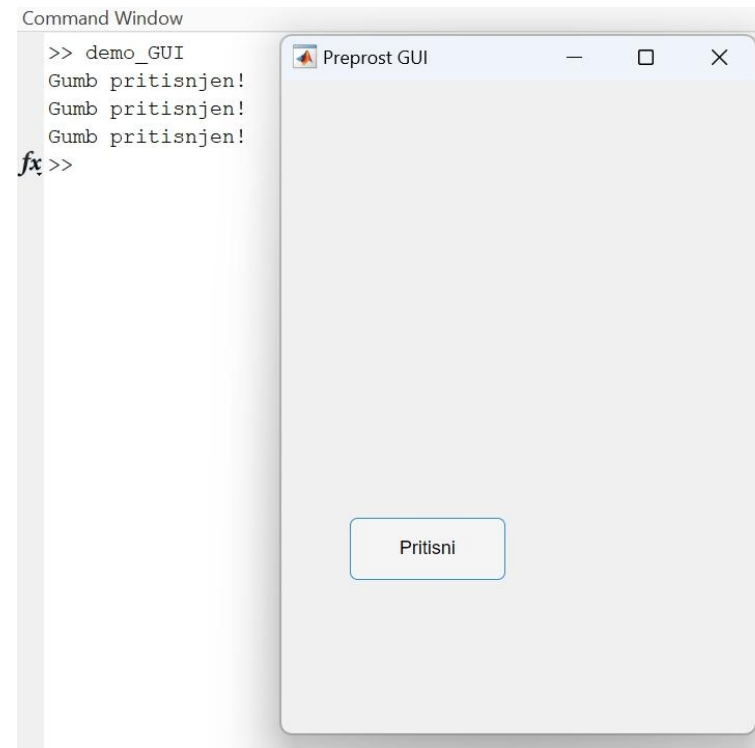 Command Window
>> demo_GUI
Gumb pritisnjen!
Gumb pritisnjen!
Gumb pritisnjen!
fx >>
Preprost GUI
Pritisni